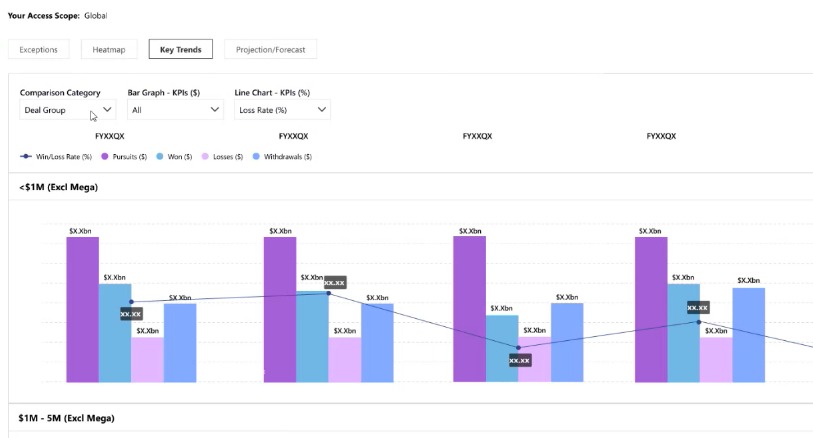 Your Access Scope: Global
Exceptions Heatmap Key Trends Projection/Forecast
Comparison Category Bar Graph - KPIs ($) Line Chart - KPIs (%)
Deal Group All Loss Rate (%)
FYXXQX FYXXQX FYXXQX FYXXQX
Win/Loss Rate (%) Pursuits ($) Won ($) Losses ($) Withdrawals ($)
<$1M (Excl Mega)
$X.Xbn $X.Xbn $X.Xbn $X.Xbn
$X.Xbn $X.Xbn xx.xx $X.Xbn $X.Xbn
$X.Xbn $X.Xbn $X.Xbn $X.Xbn xx.xx
xx.xx
$X.Xbn $X.Xbn $X.Xbn $X.Xbn
xx.xx
$1M - 5M (Excl Mega)